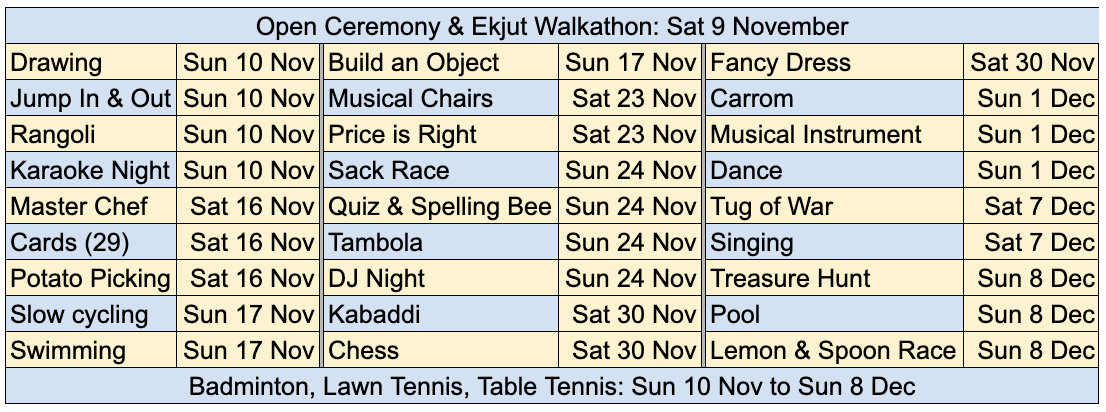 Open Ceremony & Ekjut Walkathon: Sat 9 November
Drawing Sun 10 Nov Build an Object Sun 17 Nov Fancy Dress Sat 30 Nov
Jump In & Out Sun 10 Nov Musical Chairs Sat 23 Nov Carrom Sun 1 Dec
Rangoli Sun 10 Nov Price is Right Sat 23 Nov Musical Instrument Sun 1 Dec
Karaoke Night Sun 10 Nov Sack Race Sun 24 Nov Dance Sun 1 Dec
Master Chef Sat 16 Nov Quiz & Spelling Bee Sun 24 Nov Tug of War Sat 7 Dec
Cards (29) Sat 16 Nov Tambola Sun 24 Nov Singing Sat 7 Dec
Potato Picking Sat 16 Nov DJ Night Sun 24 Nov Treasure Hunt Sun 8 Dec
Slow cycling Sun 17 Nov Kabaddi Sat 30 Nov Pool Sun 8 Dec
Swimming Sun 17 Nov Chess Sat 30 Nov Lemon & Spoon Race Sun 8 Dec
Badminton, Lawn Tennis, Table Tennis: Sun 10 Nov to Sun 8 Dec